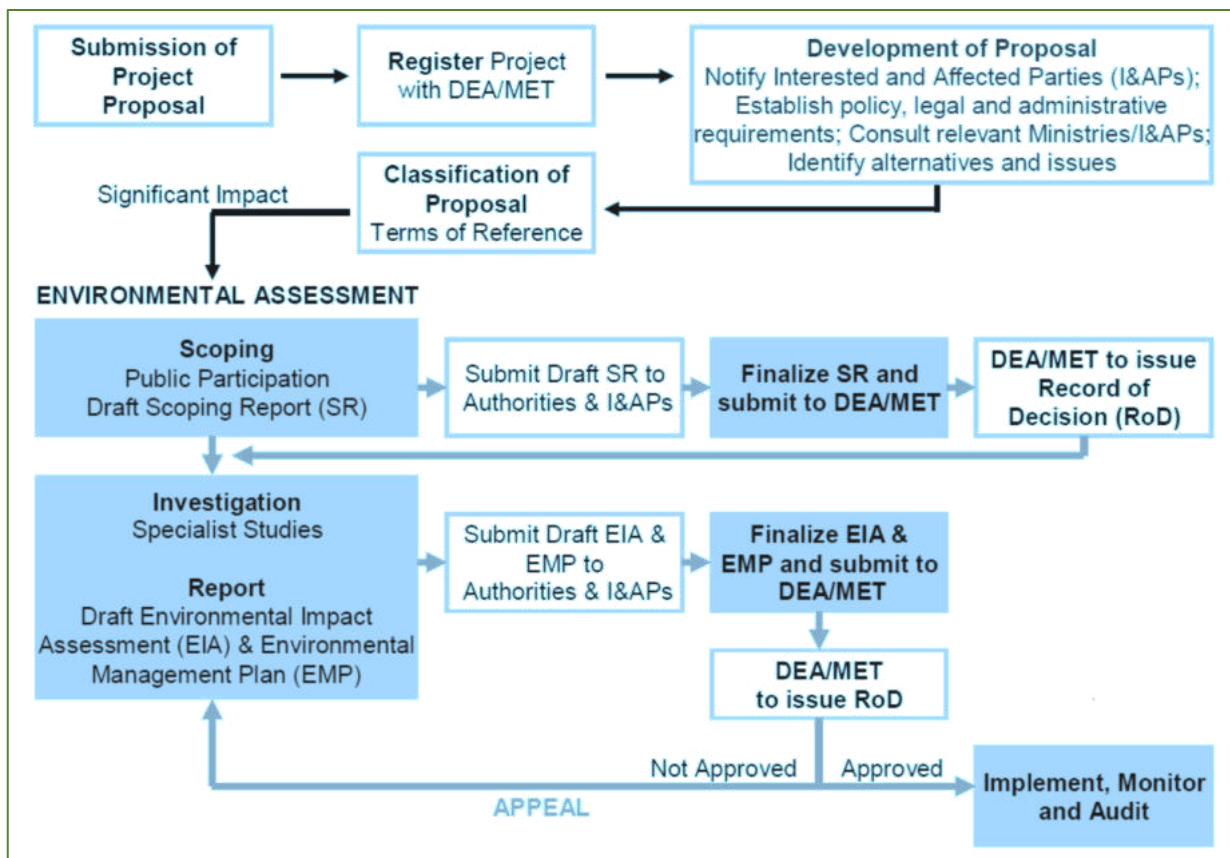 Submission of
Project
Proposal
Register Project
with DEA/MET
Development of Proposal
Notify Interested and Affected Parties (I&APs);
Establish policy, legal and administrative
requirements; Consult relevant Ministries/I&APs;
Identify alternatives and issues
Significant Impact
Classification of
Proposal
Terms of Reference
ENVIRONMENTAL ASSESSMENT
Scoping
Public Participation
Draft Scoping Report (SR)
Submit Draft SR to
Authorities & I&APs
Finalize SR and
submit to DEA/MET
DEA/MET to issue
Record of
Decision (RoD)
Investigation
Specialist Studies
Report
Draft Environmental Impact
Assessment (EIA) & Environmental
Management Plan (EMP)
Submit Draft EIA &
EMP to
Authorities & I&APs
Finalize EIA &
EMP and submit to
DEA/MET
DEA/MET
to issue RoD
Not Approved
Approved
APPEAL
Implement, Monitor
and Audit